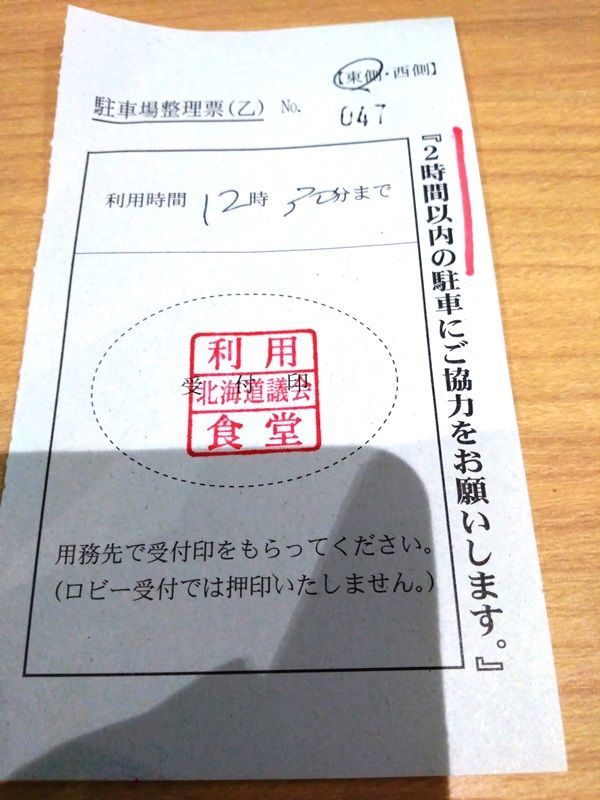 【東側・西側】
駐車場整理票(乙) No. 047
利用時間 12時 30分まで
受付印
利用
北海道議会
食堂
用務先で受付印をもらってください。
(ロビー受付では押印いたしません。)
『2時間以内の駐車にご協力をお願いします。』